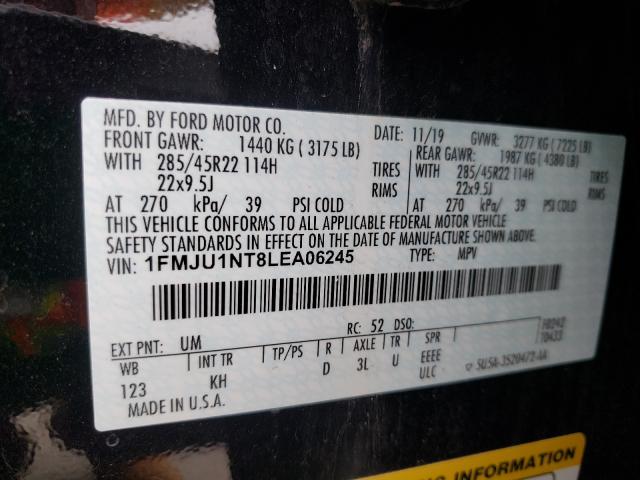 MFD. BY FORD MOTOR CO.
DATE: 11/19 GVWR: 3277 KG (7225 LB)
FRONT GAWR: 1440 KG (3175 LB)
REAR GAWR: 1987 KG (4380 LB)
WITH 285/45R22 114H TIRES
WITH 285/45R22 114H TIRES
22x9.5J RIMS
22x9.5J RIMS
AT 270 kPa/ 39 PSI COLD
AT 270 kPa/ 39 PSI COLD
THIS VEHICLE CONFORMS TO ALL APPLICABLE FEDERAL MOTOR VEHICLE
SAFETY STANDARDS IN EFFECT ON THE DATE OF MANUFACTURE SHOWN ABOVE.
VIN: 1FMJU1NT8LEA06245 TYPE: MPV
EXT PNT: UM RC: 52 DSO:
WB INT TR TP/PS R AXLE TR SPR
123 KH D 3L U EEEE
ULC
MADE IN U.S.A.
INFORMATION